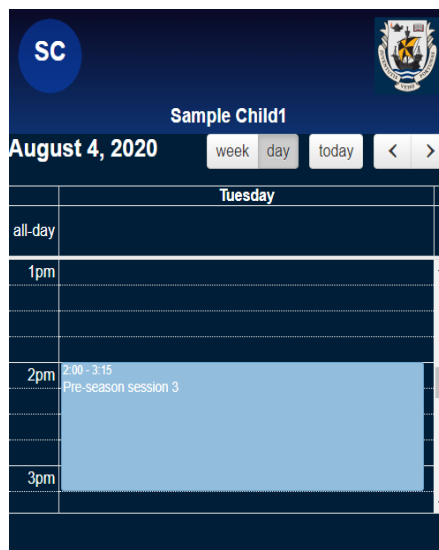 SC
Sample Child1
August 4, 2020
week day today < >
Tuesday
all-day
1pm
2pm
2:00 - 3:15
Pre-season session 3
3pm